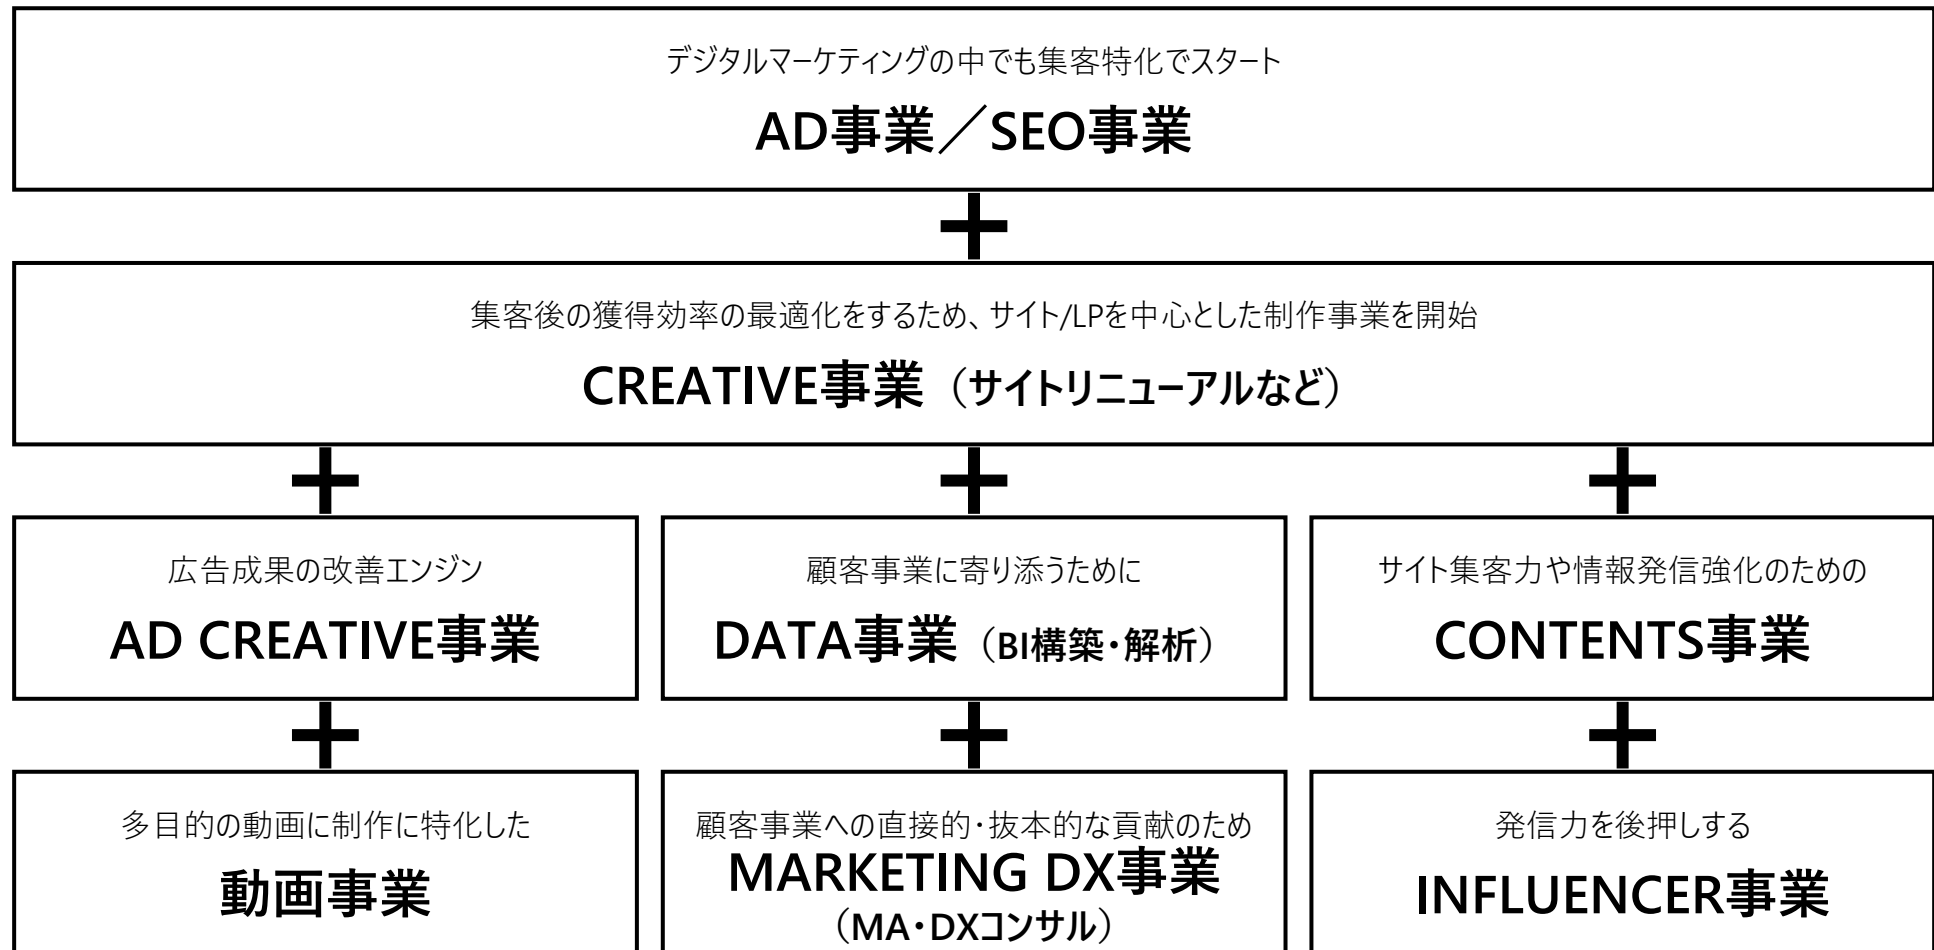 デジタルマーケティングの中でも集客特化でスタート
AD事業／SEO事業
＋
集客後の獲得効率の最適化をするため、サイト/LPを中心とした制作事業を開始
CREATIVE事業（サイトリニューアルなど）
＋
＋
＋
広告成果の改善エンジン
AD CREATIVE事業
顧客事業に寄り添うために
DATA事業（BI構築・解析）
サイト集客力や情報発信強化のための
CONTENTS事業
＋
＋
＋
多目的の動画に制作に特化した
動画事業
顧客事業への直接的・抜本的な貢献のため
MARKETING DX事業
（MA・DXコンサル）
発信力を後押しする
INFLUENCER事業